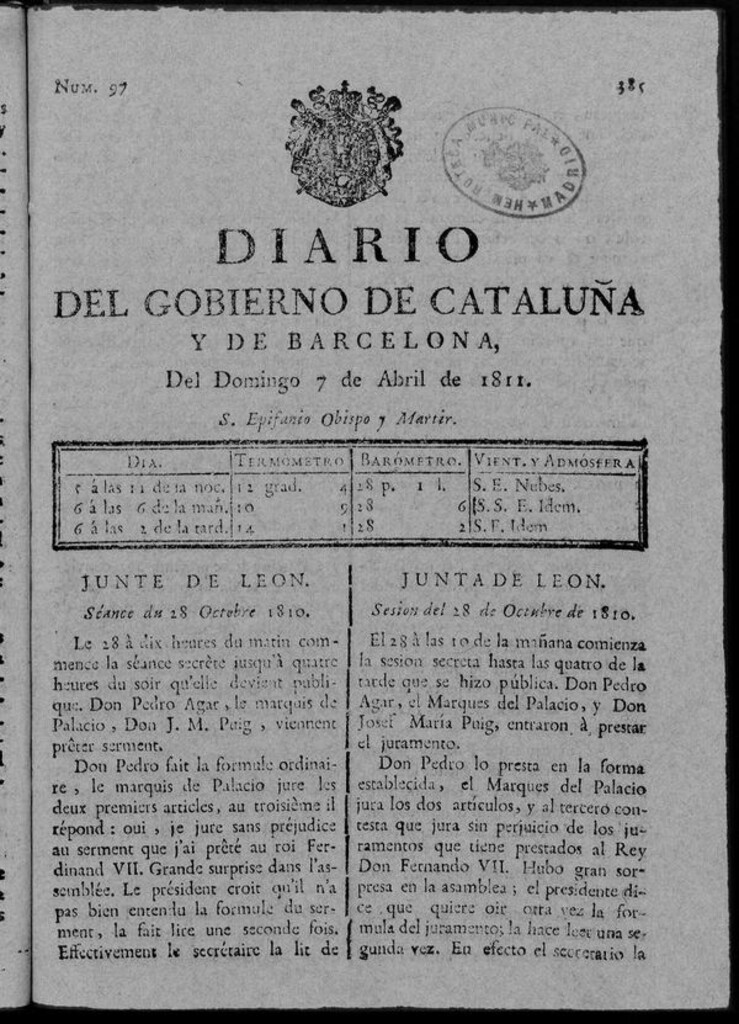 Num. 97
385
HEMEROTECA MUNICIPAL ★ MADRID ★
DIARIO
DEL GOBIERNO DE CATALUÑA
Y DE BARCELONA,
Del Domingo 7 de Abril de 1811.
S. Epifanio Obispo y Martir.
Dia. Termómetro Barómetro. Vient. y Admósfera
5 á las 11 de la noc. 12 grad. 4 28 p. 1 l. S. E. Nubes.
6 á las 6 de la mañ. 10 9 28 6 S. S. E. Idem.
6 á las 2 de la tard. 14 1 28 2 S. E. Idem
JUNTE DE LEON.
Séance du 28 Octobre 1810.
Le 28 à dix heures du matin com-
mence la séance secrète jusqu'à quatre
heures du soir qu'elle devient publi-
que. Don Pedro Agar, le marquis de
Palacio, Don J. M. Puig, viennent
prêter serment.
Don Pedro fait la formule ordinai-
re, le marquis de Palacio jure les
deux premiers articles, au troisième il
répond: oui, je jure sans préjudice
au serment que j'ai prêté au roi Fer-
dinand VII. Grande surprise dans l'as-
semblée. Le président croit qu'il n'a
pas bien entendu la formule du ser-
ment, la fait lire une seconde fois.
Effectivement le secrétaire la lit de
JUNTA DE LEON.
Sesion del 28 de Octubre de 1810.
El 28 á las 10 de la mañana comienza
la sesion secreta hasta las quatro de la
tarde que se hizo pública. Don Pedro
Agar, el Marques del Palacio, y Don
Josef María Puig, entraron à prestar
el juramento.
Don Pedro lo presta en la forma
establecida, el Marques del Palacio
jura los dos artículos, y al tercero con-
testa que jura sin perjuicio de los ju-
ramentos que tiene prestados al Rey
Don Fernando VII. Hubo gran sor-
presa en la asamblea; el presidente di-
ce que quiere oir otra vez la for-
mula del juramento; la hace leer una se-
gunda vez. En efecto el secretario la